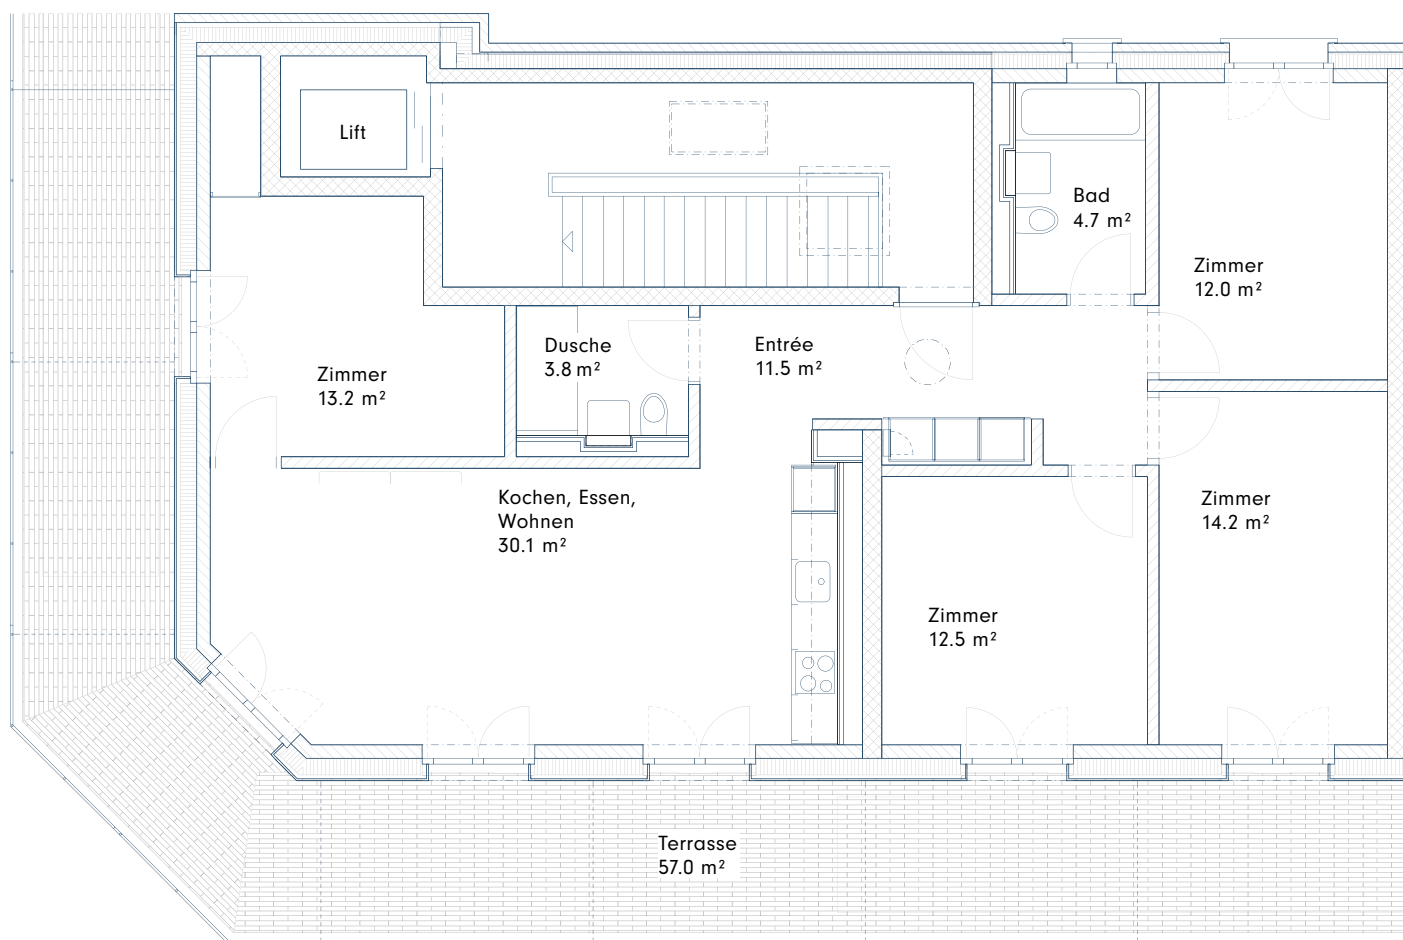 Lift
Bad
4.7 m²
Zimmer
12.0 m²
Dusche
3.8 m²
Entrée
11.5 m²
Zimmer
13.2 m²
Kochen, Essen,
Wohnen
30.1 m²
Zimmer
14.2 m²
Zimmer
12.5 m²
Terrasse
57.0 m²